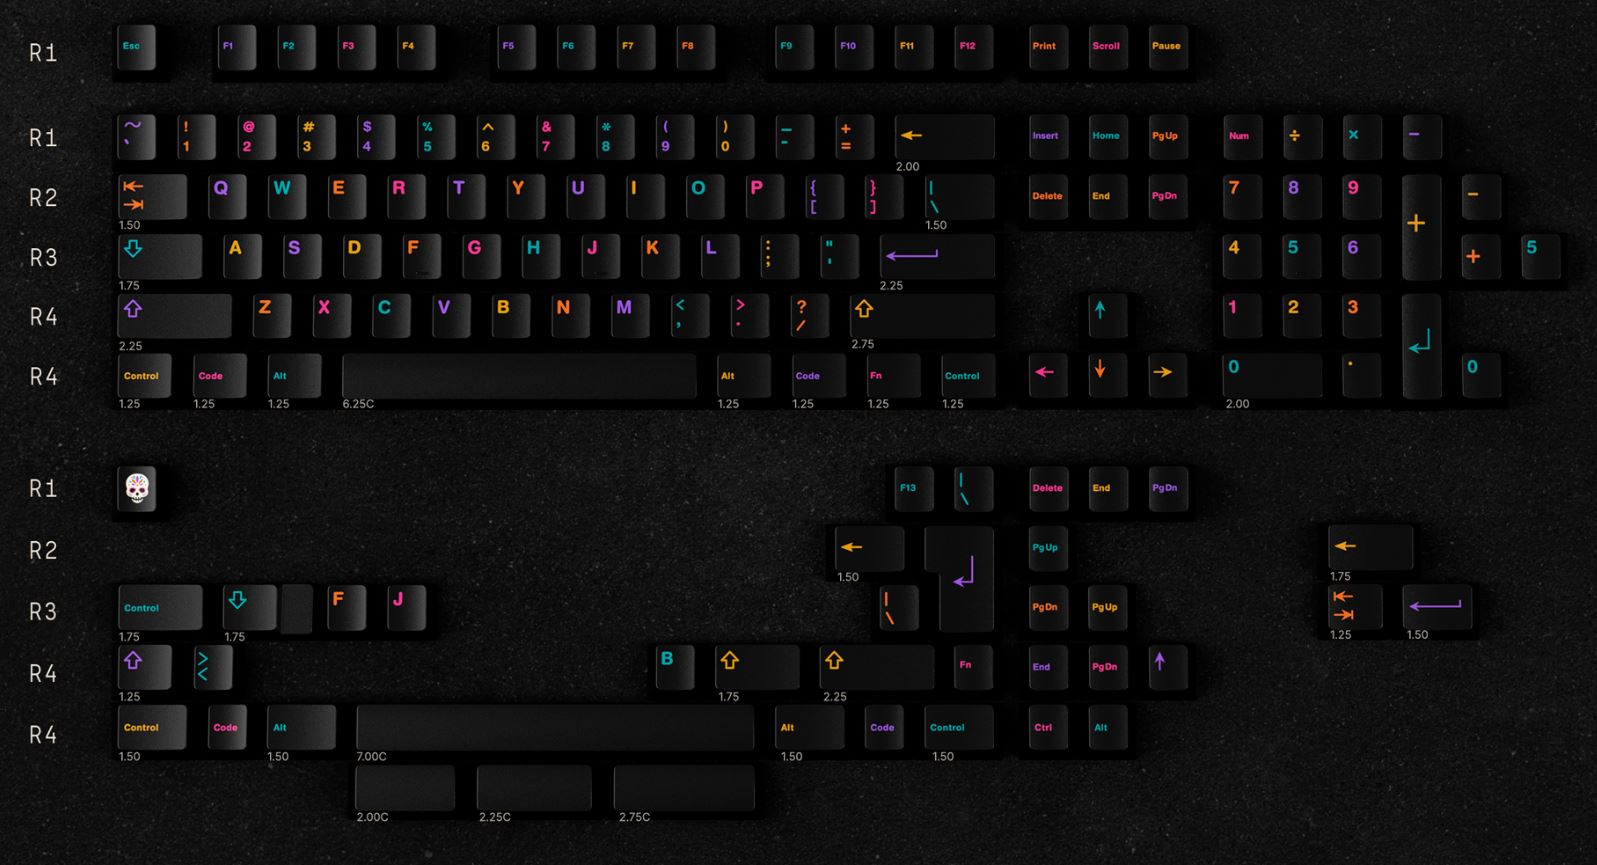 R1 Esc F1 F2 F3 F4 F5 F6 F7 F8 F9 F10 F11 F12 Print Scroll Pause
~ ! @ # $ % ^ & * ( ) _ +
R1 ` 1 2 3 4 5 6 7 8 9 0 - = ← Insert Home PgUp Num ÷ × −
2.00
R2 ⇤ Q W E R T Y U I O P { } | Delete End PgDn 7 8 9 + −
⇥ [ ] \
1.50 1.50
R3 ⇩ A S D F G H J K L : " ↵ 4 5 6 + 5
; '
1.75 2.25
R4 ⇧ Z X C V B N M < > ? ⇧ ↑ 1 2 3 ↵
, . /
2.25 2.75
R4 Control Code Alt Alt Code Fn Control ← ↓ → 0 . 0
1.25 1.25 1.25 6.25C 1.25 1.25 1.25 1.25 2.00
R1 F13 | Delete End PgDn
\
R2 ← ↵ PgUp ←
1.50 1.75
R3 Control ⇩ F J | PgDn PgUp ⇤ ↵
\ ⇥
1.75 1.75 1.25 1.50
R4 ⇧ > B ⇧ ⇧ Fn End PgDn ↑
<
1.25 1.75 2.25
R4 Control Code Alt Alt Code Control Ctrl Alt
1.50 1.50 7.00C 1.50 1.50
2.00C 2.25C 2.75C